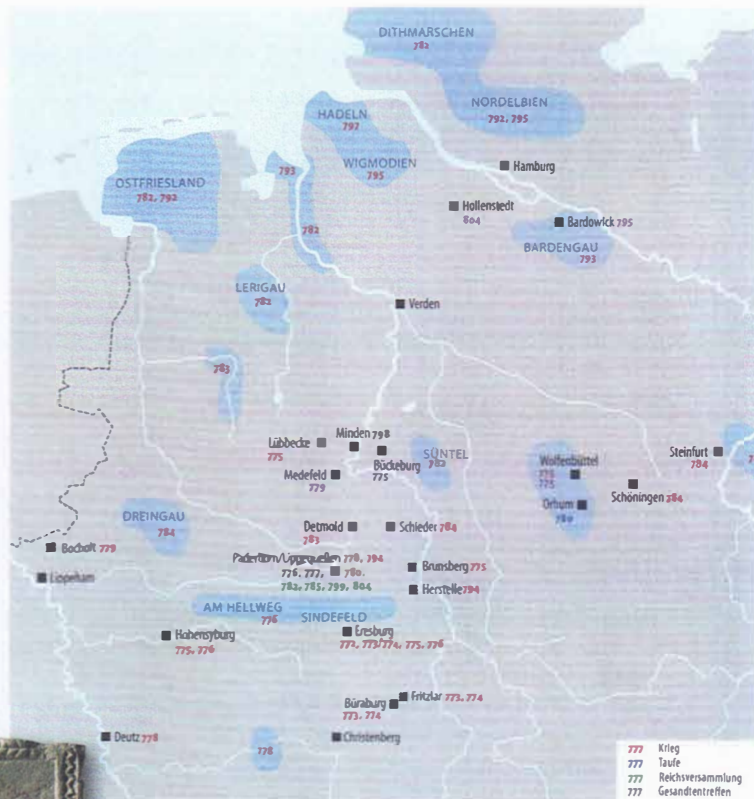 DITHMARSCHEN
782
NORDELBIEN
792, 795
HADELN
797
WIGMODIEN
795
Hamburg
793
OSTFRIESLAND
782, 792
Hollenstedt
804
Bardowick 795
782
BARDENGAU
793
LERIGAU
782
Verden
783
Lübbecke
775
Minden 798
Bückeburg
775
SÜNTEL
782
Steinfurt
784
Medefeld
779
Wolfenbüttel
775
Schöningen 784
Orhum
780
DREINGAU
784
Detmold
783
Schieder 784
Bocholt 779
Paderborn/Lippequellen 778, 794
776, 777, 780,
782, 785, 799, 804
Brunsberg 775
Lippeham
Herstelle 794
AM HELLWEG
776
SINDEFELD
Hohensyburg
775, 776
Eresburg
772, 773/774, 775, 776
Fritzlar 773, 774
Büraburg
773, 774
Deutz 778
778
Christenberg
777 Krieg
777 Taufe
777 Reichsversammlung
777 Gesandtentreffen